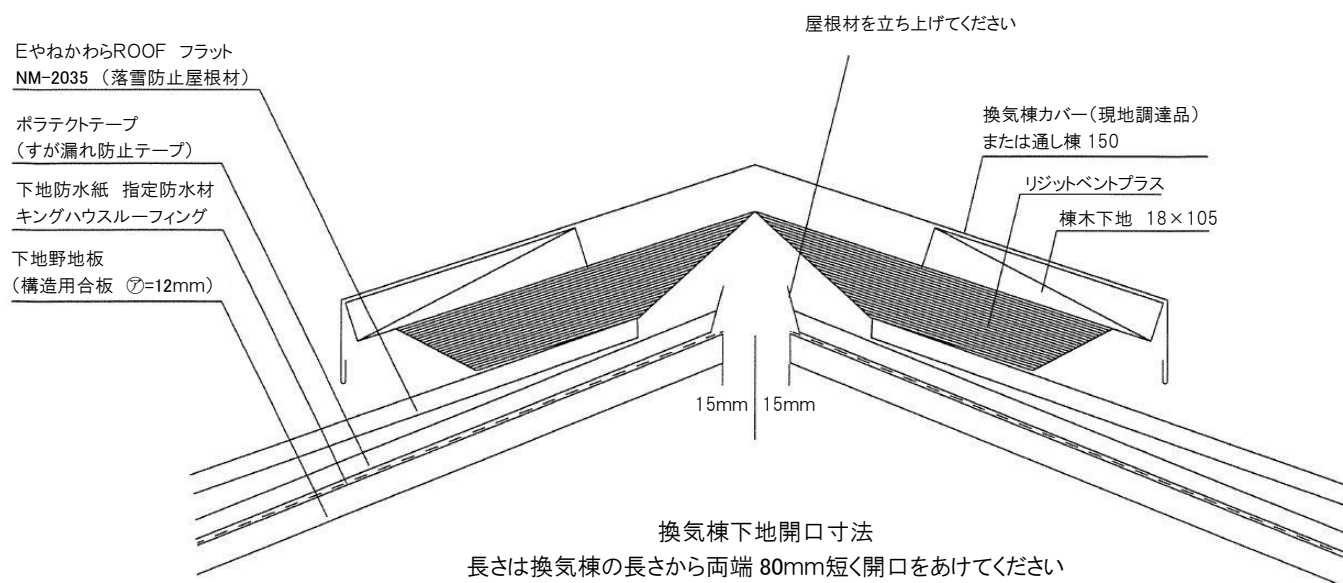 屋根材を立ち上げてください
EやねかわらROOF フラット
NM-2035 （落雪防止屋根材）
ポラテクトテープ
（すが漏れ防止テープ）
下地防水紙 指定防水材
キングハウスルーフィング
下地野地板
（構造用合板 ㋐=12mm）
換気棟カバー（現地調達品）
または通し棟 150
リジットベントプラス
棟木下地 18×105
15mm 15mm
換気棟下地開口寸法
長さは換気棟の長さから両端 80mm短く開口をあけてください